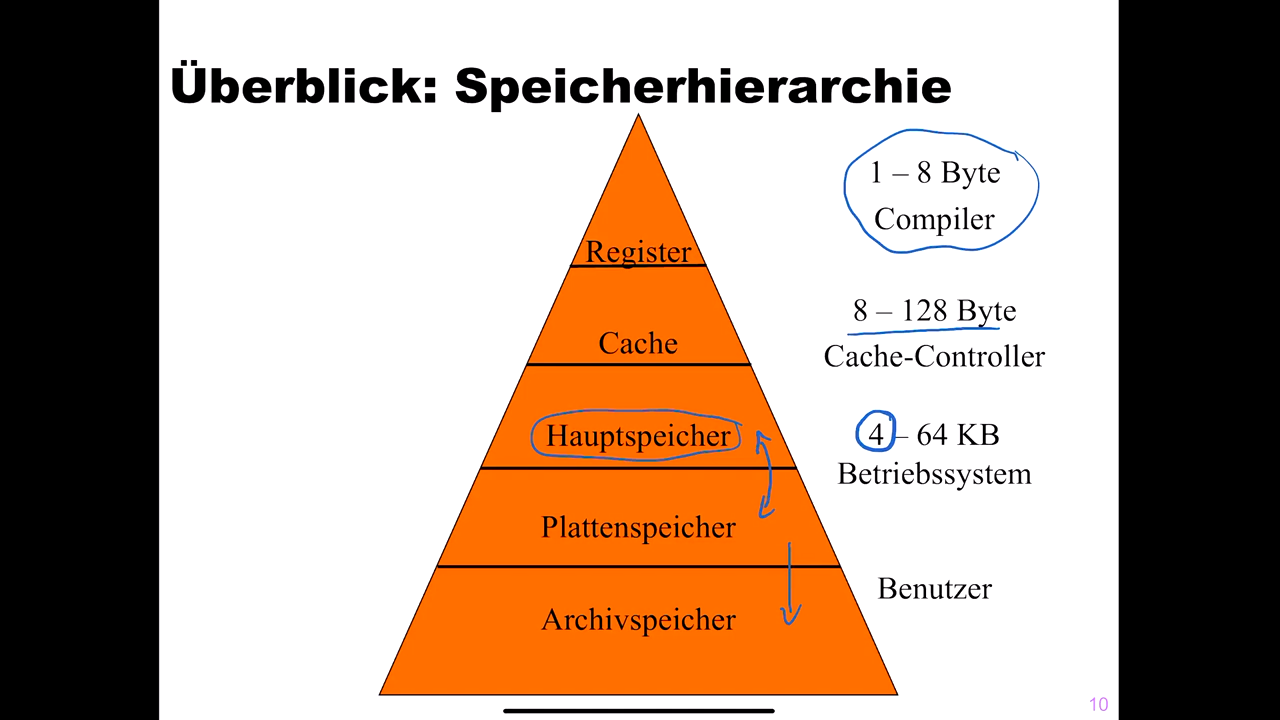 Überblick: Speicherhierarchie
1 – 8 Byte
Compiler
Register
8 – 128 Byte
Cache
Cache-Controller
Hauptspeicher
4 – 64 KB
Betriebssystem
Plattenspeicher
Benutzer
Archivspeicher
10